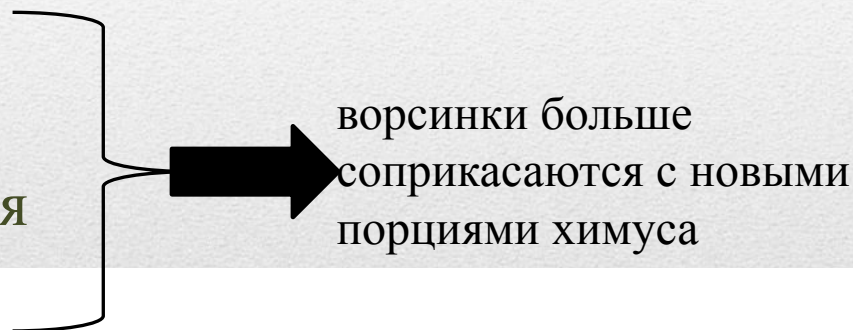 ворсинки больше
соприкасаются с новыми
я
порциями химуса